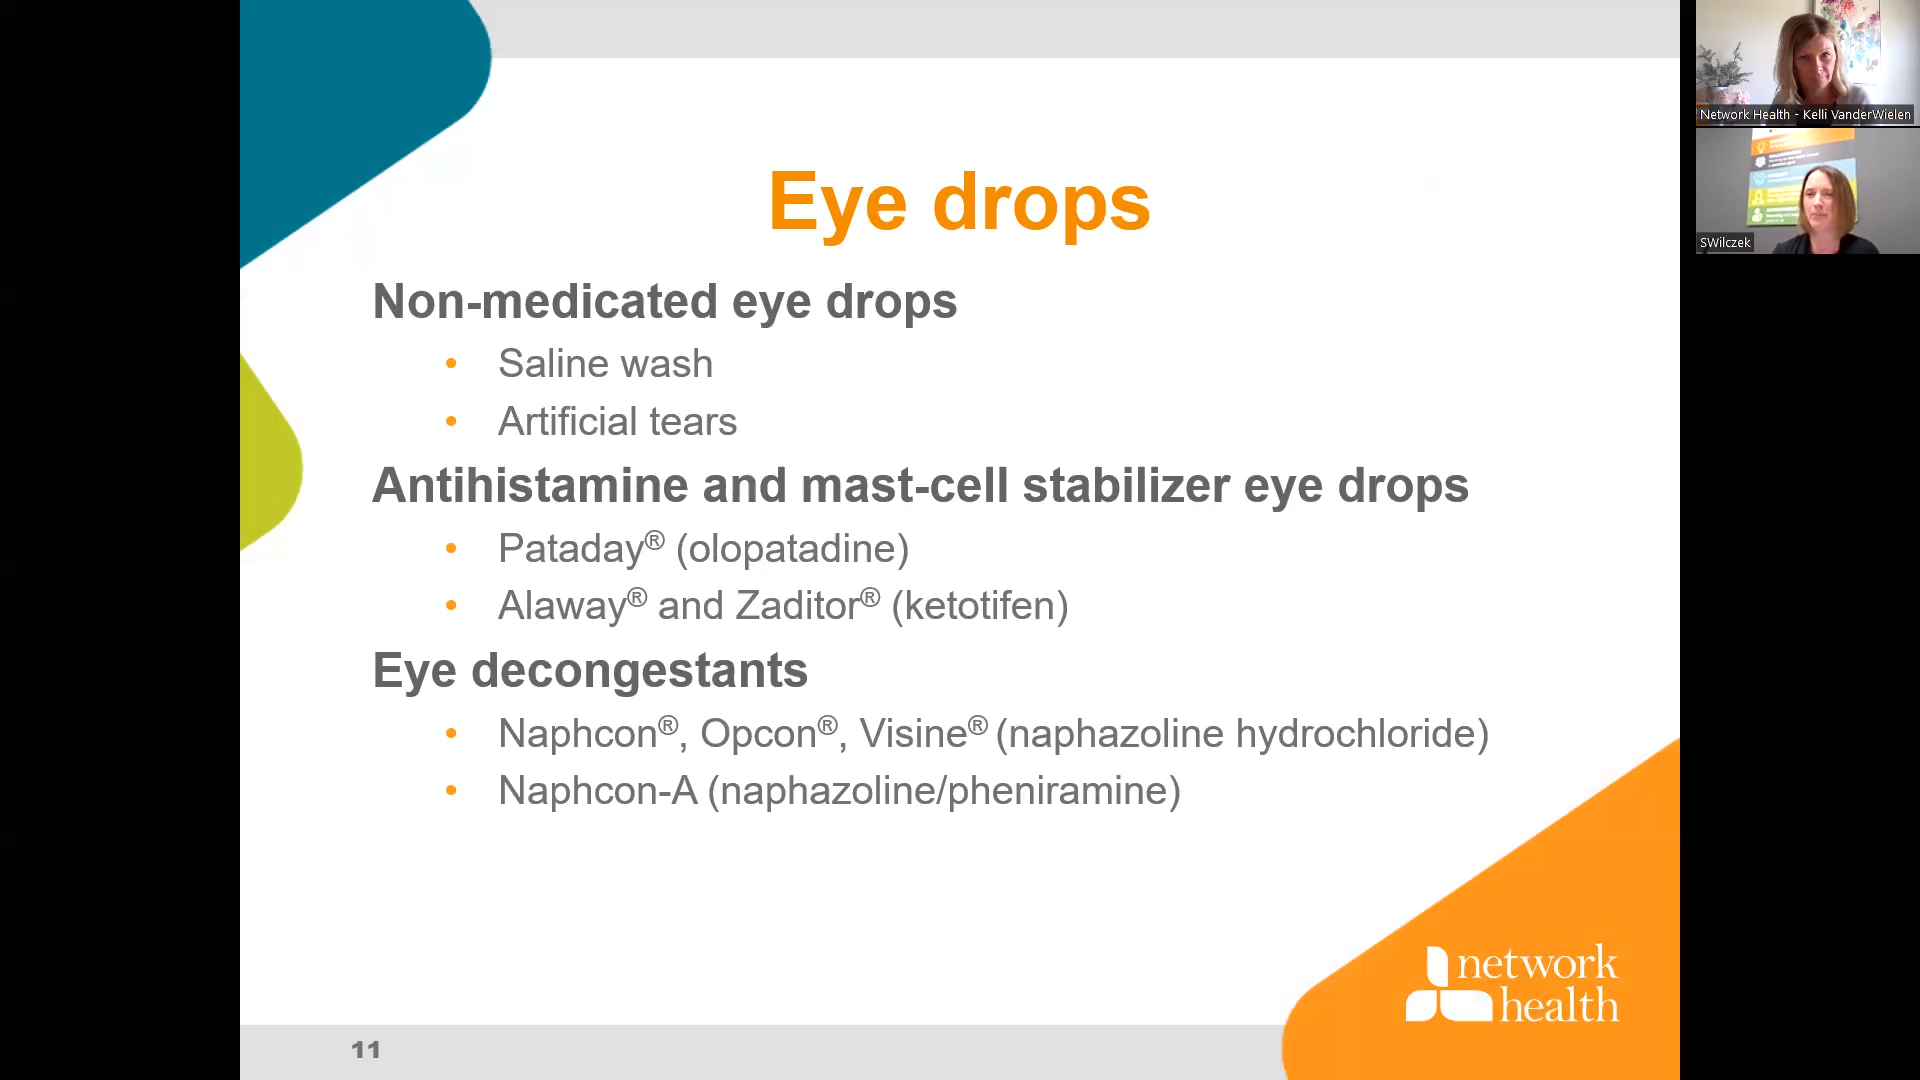 Eye drops
Non-medicated eye drops
• Saline wash
• Artificial tears
Antihistamine and mast-cell stabilizer eye drops
• Pataday® (olopatadine)
• Alaway® and Zaditor® (ketotifen)
Eye decongestants
• Naphcon®, Opcon®, Visine® (naphazoline hydrochloride)
• Naphcon-A (naphazoline/pheniramine)
network
health
11
Network Health - Kelli VanderWielen
SWilczek